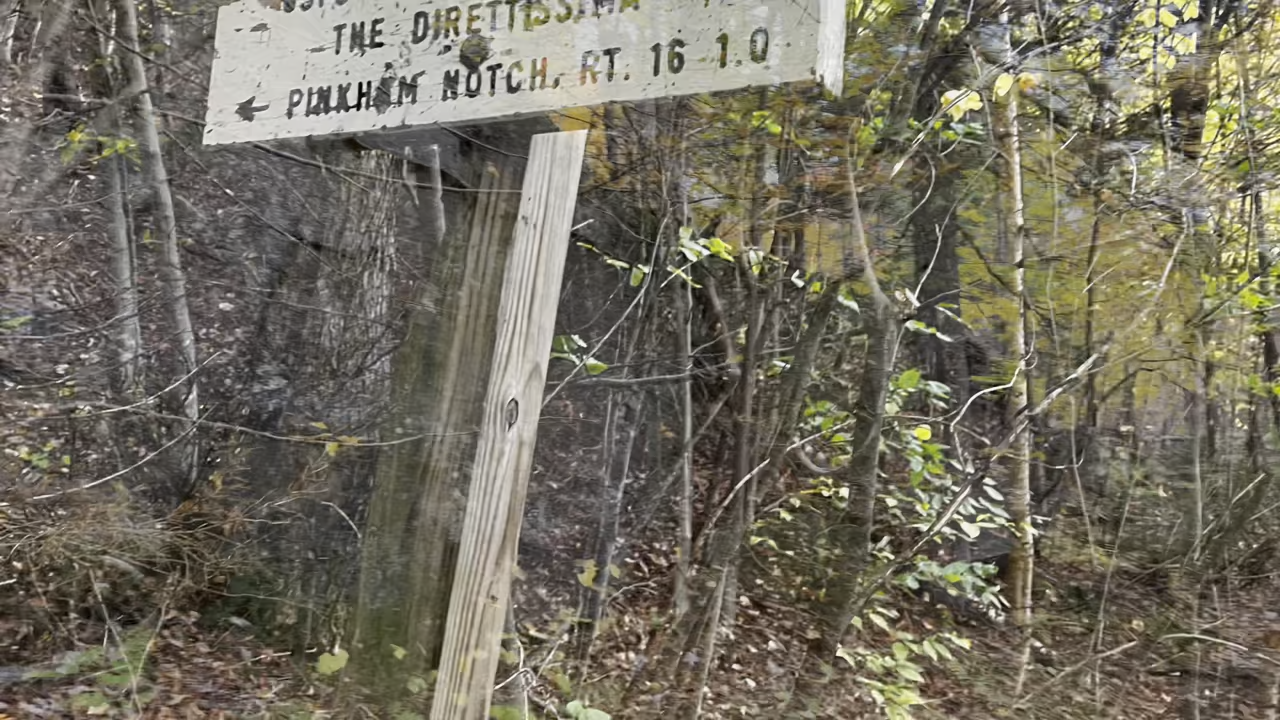 THE DIRETTISSIMA
← PINKHAM NOTCH, RT. 16 1.0